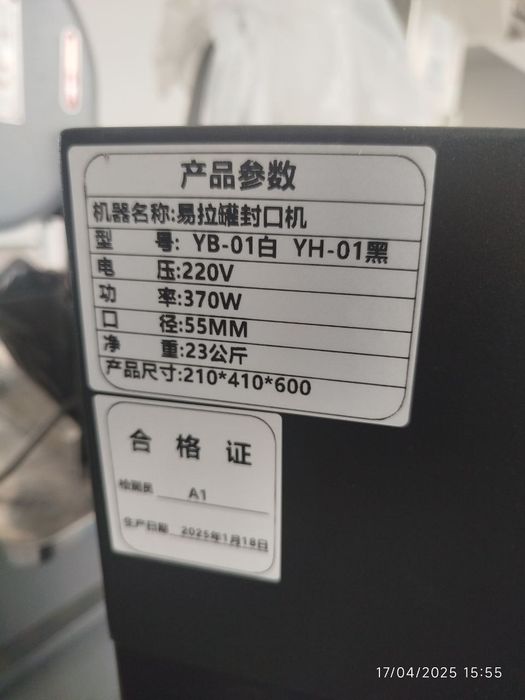 产品参数
机器名称:易拉罐封口机
型 号: YB-01白 YH-01黑
电 压:220V
功 率:370W
口 径:55MM
净 重:23公斤
产品尺寸:210*410*600
合格证
检测员 A1
生产日期 2025年1月18日
17/04/2025 15:55